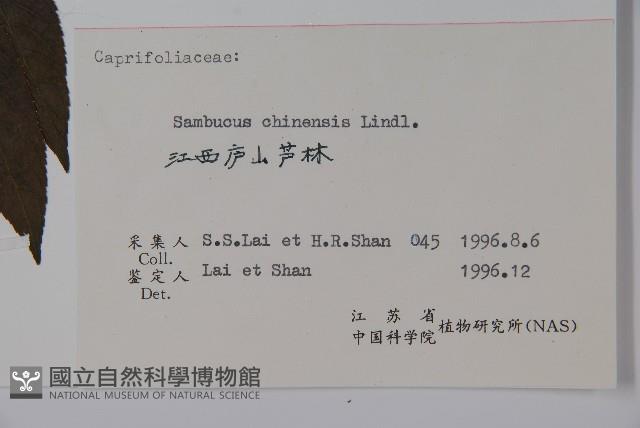 Caprifoliaceae:
Sambucus chinensis Lindl.
江西庐山芦林
采集人 S.S.Lai et H.R.Shan 045 1996.8.6
Coll.
鉴定人 Lai et Shan 1996.12
Det.
江苏省
中国科学院植物研究所(NAS)
國立自然科學博物館
NATIONAL MUSEUM OF NATURAL SCIENCE